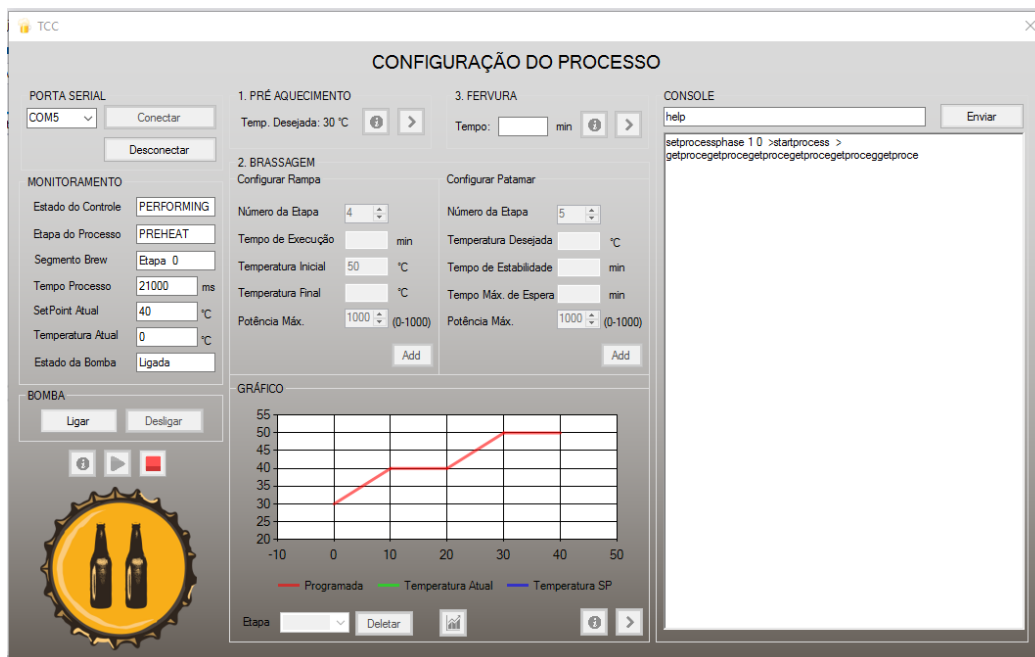 TCC
CONFIGURAÇÃO DO PROCESSO
PORTA SERIAL
COM5
Conectar
Desconectar
MONITORAMENTO
Estado do Controle PERFORMING
Etapa do Processo PREHEAT
Segmento Brew Etapa 0
Tempo Processo 21000 ms
SetPoint Atual 40 °C
Temperatura Atual 0 °C
Estado da Bomba Ligada
BOMBA
Ligar Desligar
1. PRÉ AQUECIMENTO
Temp. Desejada: 30 °C
3. FERVURA
Tempo: min
2. BRASSAGEM
Configurar Rampa
Número da Etapa 4
Tempo de Execução min
Temperatura Inicial 50 °C
Temperatura Final °C
Potência Máx. 1000 (0-1000)
Add
Configurar Patamar
Número da Etapa 5
Temperatura Desejada °C
Tempo de Estabilidade min
Tempo Máx. de Espera min
Potência Máx. 1000 (0-1000)
Add
GRÁFICO
55
50
45
40
35
30
25
20
-10 0 10 20 30 40 50
Programada Temperatura Atual Temperatura SP
Etapa Deletar
CONSOLE
help Enviar
setprocessphase 1 0 >startprocess >
getprocegetprocegetprocegetprocegetproceggetproce